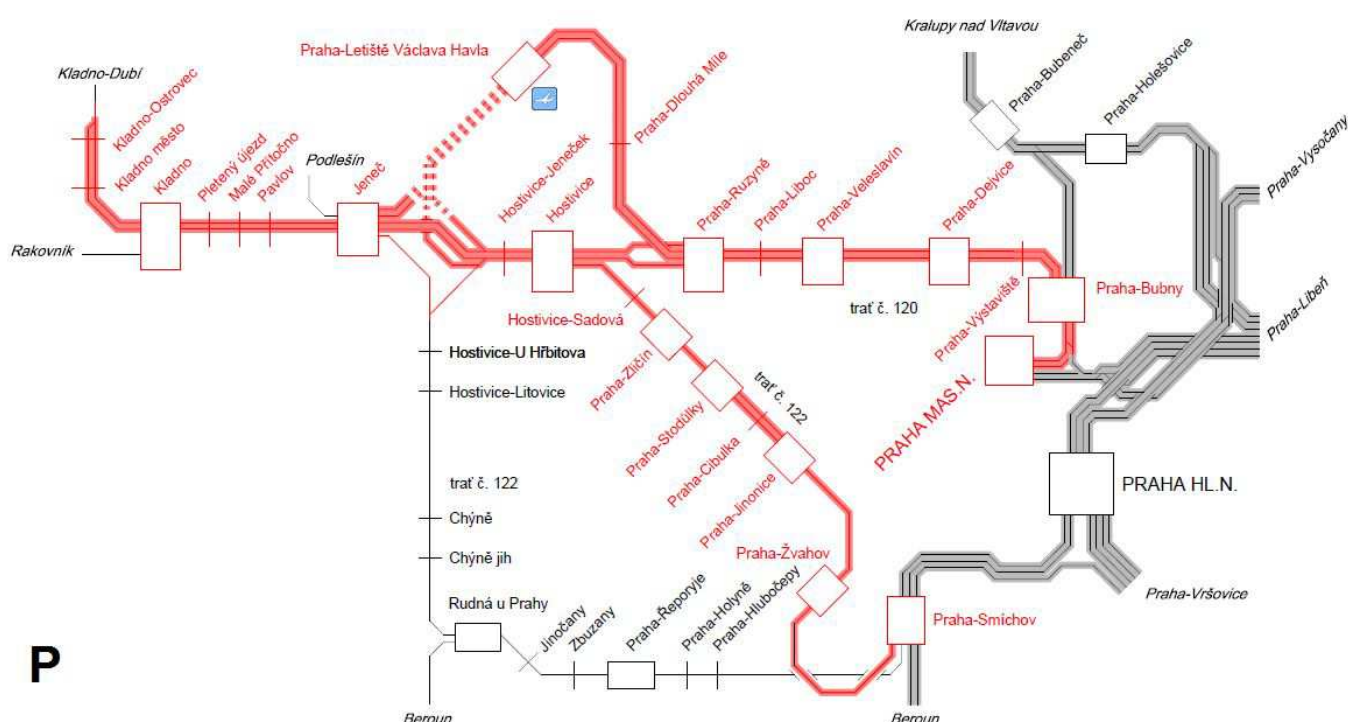 Kralupy nad Vltavou
Praha-Letiště Václava Havla
Kladno-Dubí
Praha-Bubeneč
Praha-Holešovice
Praha-Vysočany
Praha-Libeň
Kladno-Ostrovec
Kladno město
Kladno
Pletený újezd
Malé Přítočno
Pavlov
Podlešín
Jeneč
Hostivice-Jeneček
Hostivice
Praha-Dlouhá Míle
Praha-Ruzyně
Praha-Liboc
Praha-Veleslavín
Praha-Dejvice
Rakovník
Praha-Výstaviště
Praha-Bubny
trať č. 120
Hostivice-Sadová
Hostivice-U Hřbitova
Hostivice-Litovice
Praha-Zličín
Praha-Stodůlky
trať č. 122
Praha-Cibulka
Praha-Jinonice
PRAHA MAS.N.
PRAHA HL.N.
trať č. 122
Chýně
Chýně jih
Praha-Žvahov
Rudná u Prahy
Jinočany
Zbuzany
Praha-Řeporyje
Praha-Holyně
Praha-Hlubočepy
Praha-Smíchov
Praha-Vršovice
P
Beroun
Beroun